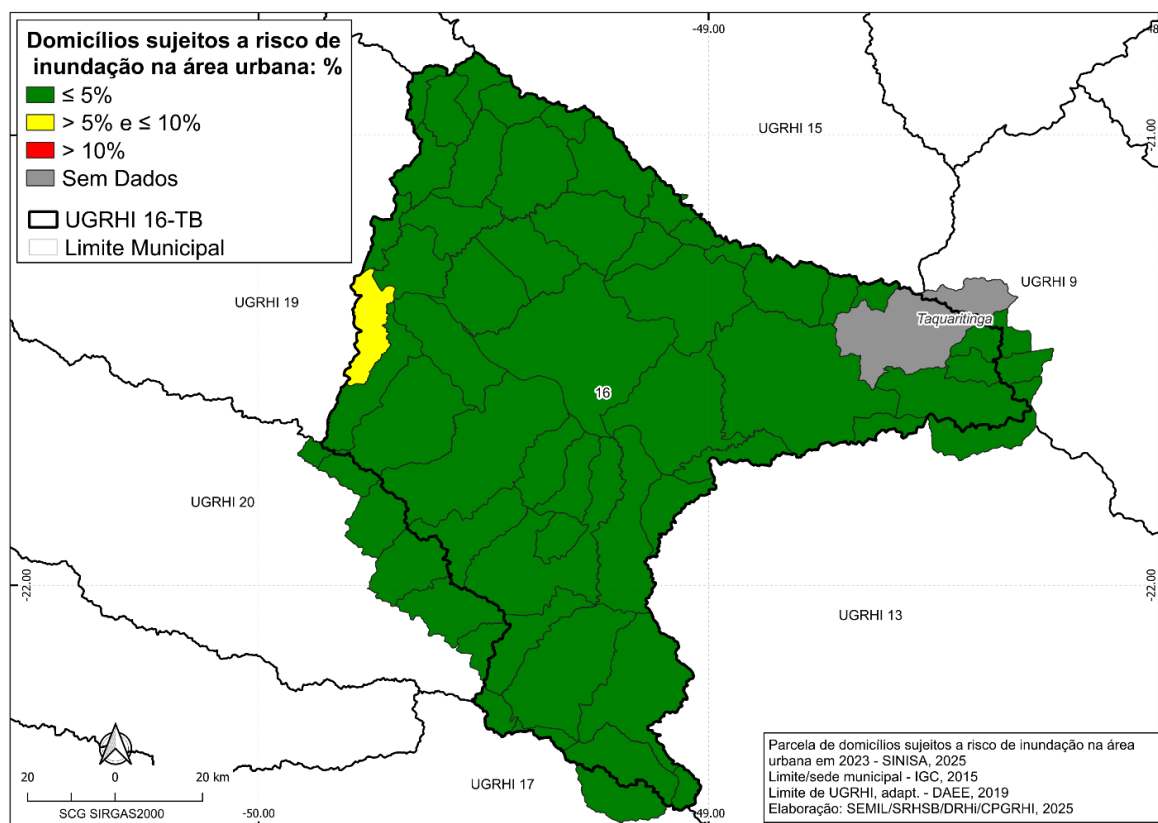 Domicílios sujeitos a risco de
inundação na área urbana: %
≤ 5%
> 5% e ≤ 10%
> 10%
Sem Dados
UGRHI 16-TB
Limite Municipal
-49.00
UGRHI 15
-21.00
UGRHI 19
UGRHI 9
Taquaritinga
16
UGRHI 20
-22.00
-22.00
UGRHI 13
UGRHI 17
20
0
20 km
SCG SIRGAS2000
-50.00
-49.00
Parcela de domicílios sujeitos a risco de inundação na área
urbana em 2023 - SINISA, 2025
Limite/sede municipal - IGC, 2015
Limite de UGRHI, adapt. - DAEE, 2019
Elaboração: SEMIL/SRHSB/DRHi/CPGRHI, 2025